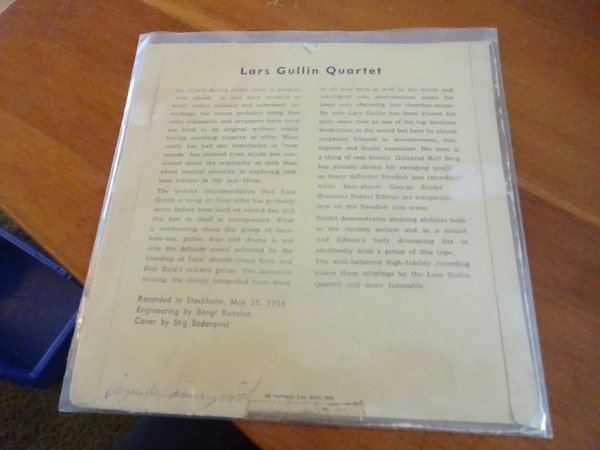 Lars Gullin Quartet
The efforts during recent years to produce
"new sounds" in jazz have resulted in
many rather strained and unmusical re-
cordings, the reason probably being that
some composers and arrangers have tried
too hard to be original without really
having anything creative to offer. What
really has had any importance in "new
sounds" has evolved from minds less con-
cerned about the originality as such than
about musical sincerity in exploring new
tone-colours in the jazz idiom.
The quartet instrumentation that Lars
Gullin is using on these sides has probably
never before been used on record but still
this fact in itself is unimportant. What
is outstanding about this group of bari-
tone-sax, guitar, bass and drums is not
only the delicate sound achieved by the
blending of Lars' smooth-toned horn and
Rolf Berg's relaxed guitar. The inventive
writing, the closely integrated team-work
of all four men as well as the warm and
intelligent solo contributions make for
some very charming jazz chamber-music.
By now Lars Gullin has been known for
quite some time as one of the top baritone
modernists in the world but here he almost
surpasses himself in inventiveness, con-
ception and fluent execution. His tone is
a thing of real beauty. Guitarist Rolf Berg
has already shown his swinging
on many different Swedish jazz
while bass-player George Riedel
drummer Robert Edman are
new on the Swedish jazz scene.
Riedel demonstrates amazing abilities both
in the rhythm section and as a soloist
and Edman's tasty drumming fits in
excellently with a group of this type.
The well-balanced high-fidelity recording
makes these offerings by the Lars Gullin
Quartet still more listenable.
Recorded in Stockholm, May 25, 1954
Engineering by Bengt
Cover by Stig Söderqvist
1954